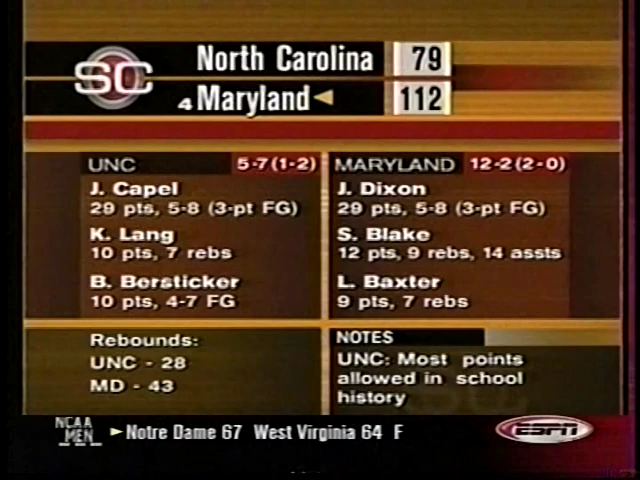 SC
North Carolina 79
4 Maryland 112
UNC 5-7(1-2)
J. Capel
29 pts, 5-8 (3-pt FG)
K. Lang
10 pts, 7 rebs
B. Bersticker
10 pts, 4-7 FG
MARYLAND 12-2(2-0)
J. Dixon
29 pts, 5-8 (3-pt FG)
S. Blake
12 pts, 9 rebs, 14 assts
L. Baxter
9 pts, 7 rebs
Rebounds:
UNC - 28
MD - 43
NOTES
UNC: Most points
allowed in school
history
NCAA
MEN
Notre Dame 67 West Virginia 64 F
ESPN